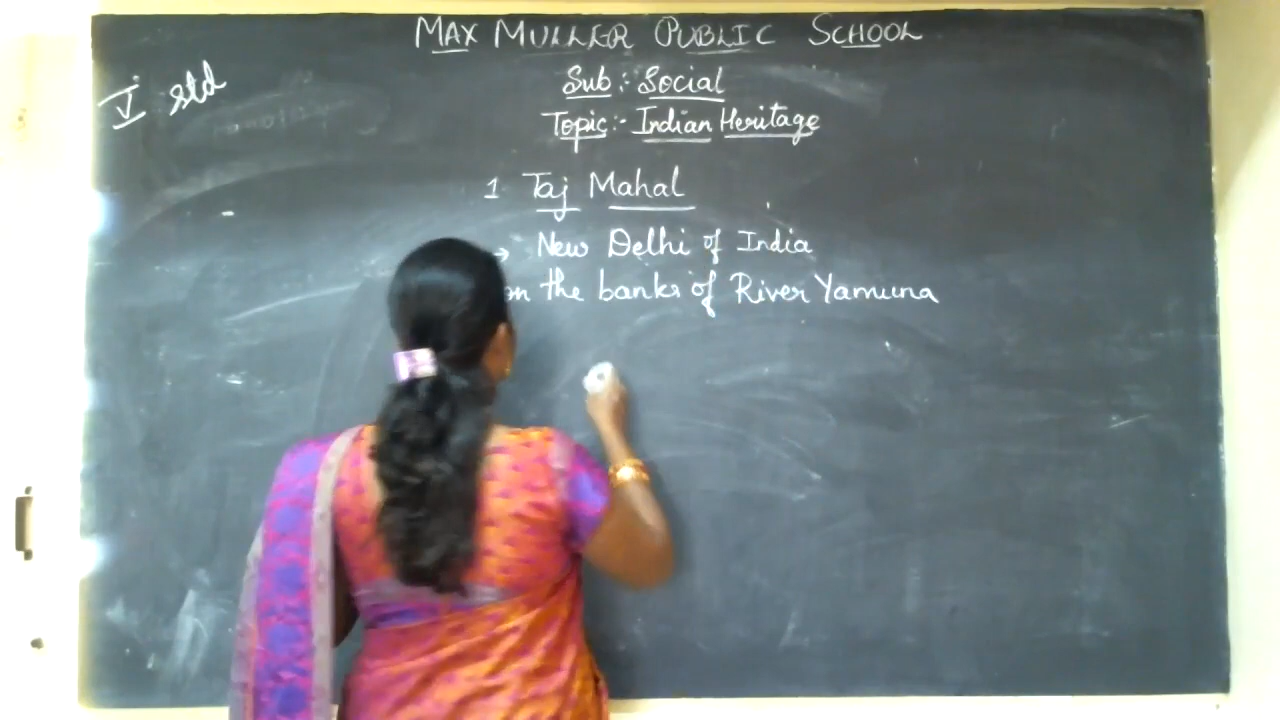 MAX MULLER PUBLIC SCHOOL
V std
Sub :- Social
Topic :- Indian Heritage
1 Taj Mahal
→ New Delhi of India
on the banks of River Yamuna